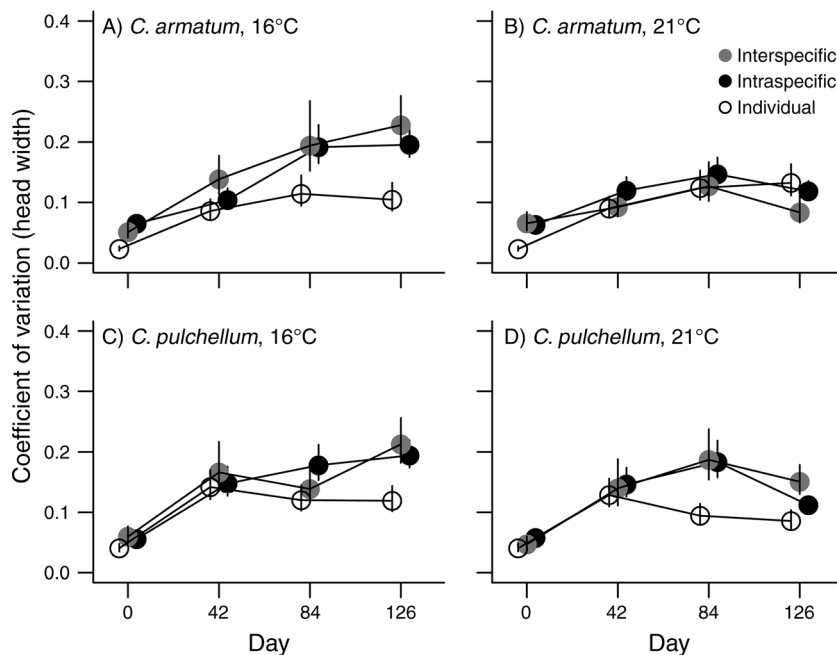 A) C. armatum, 16°C
B) C. armatum, 21°C
Interspecific
Intraspecific
Individual
0.4
0.3
0.2
0.1
0.0
C) C. pulchellum, 16°C
D) C. pulchellum, 21°C
0.4
0.3
0.2
0.1
0.0
0 42 84 126
0 42 84 126
Day
Day
Coefficient of variation (head width)